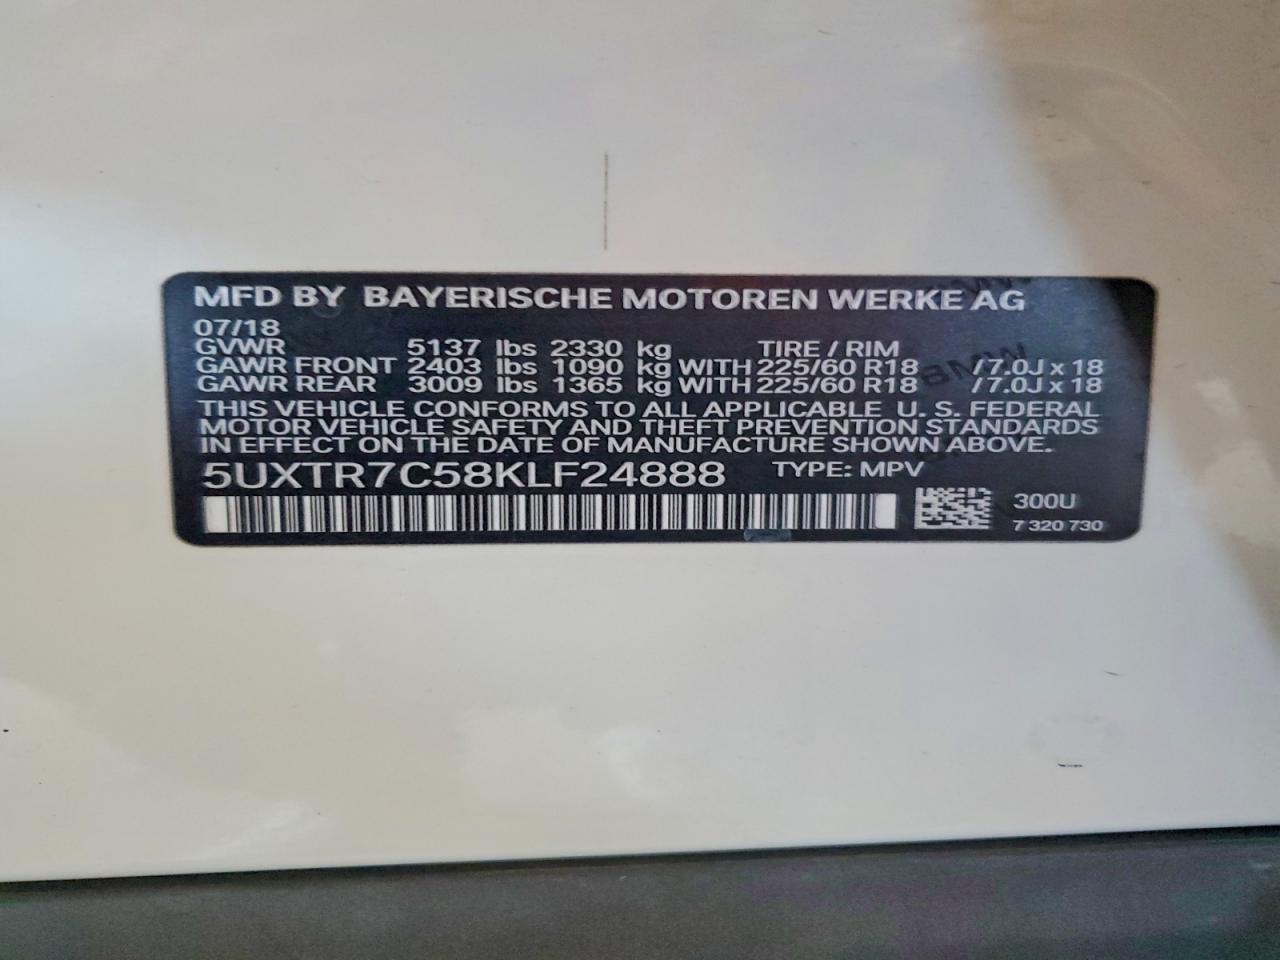 MFD BY BAYERISCHE MOTOREN WERKE AG
07/18
GVWR 5137 lbs 2330 kg TIRE / RIM
GAWR FRONT 2403 lbs 1090 kg WITH 225/60 R18 /7.0J x 18
GAWR REAR 3009 lbs 1365 kg WITH 225/60 R18 /7.0J x 18
THIS VEHICLE CONFORMS TO ALL APPLICABLE U. S. FEDERAL
MOTOR VEHICLE SAFETY AND THEFT PREVENTION STANDARDS
IN EFFECT ON THE DATE OF MANUFACTURE SHOWN ABOVE.
5UXTR7C58KLF24888 TYPE: MPV
300U
7 320 730
BMW